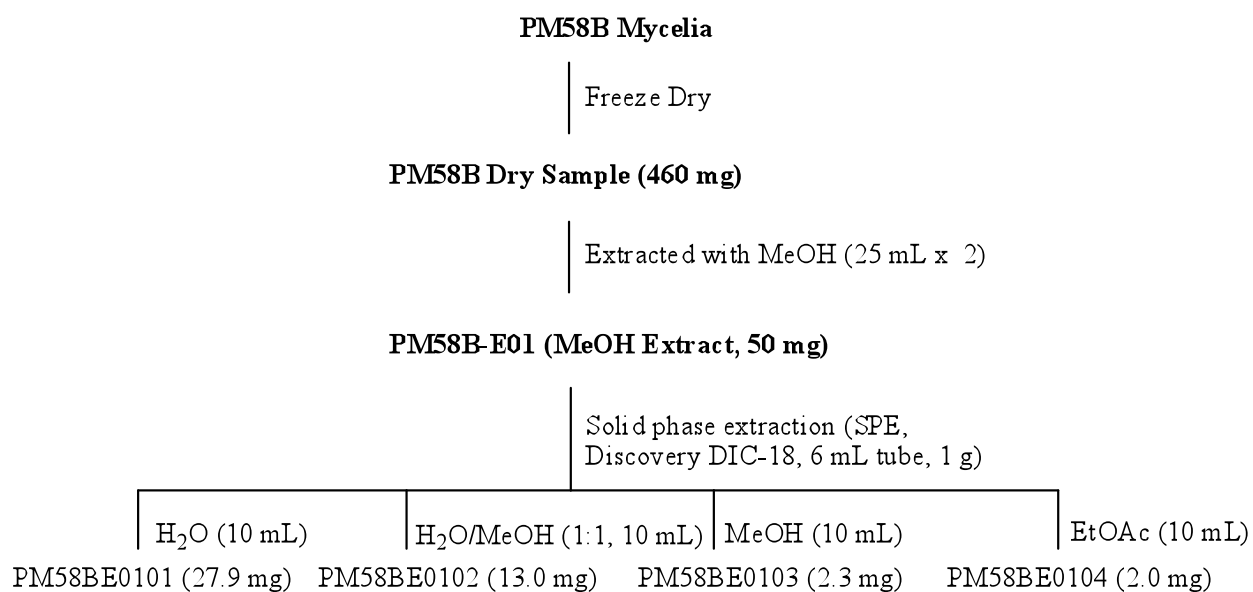 PM58B Mycelia
Freeze Dry
PM58B Dry Sample (460 mg)
Extracted with MeOH (25 mL x 2)
PM58B-E01 (MeOH Extract, 50 mg)
Solid phase extraction (SPE,
Discovery DIC-18, 6 mL tube, 1 g)
H₂O (10 mL)
H₂O/MeOH (1:1, 10 mL)
MeOH (10 mL)
EtOAc (10 mL)
PM58BE0101 (27.9 mg)
PM58BE0102 (13.0 mg)
PM58BE0103 (2.3 mg)
PM58BE0104 (2.0 mg)